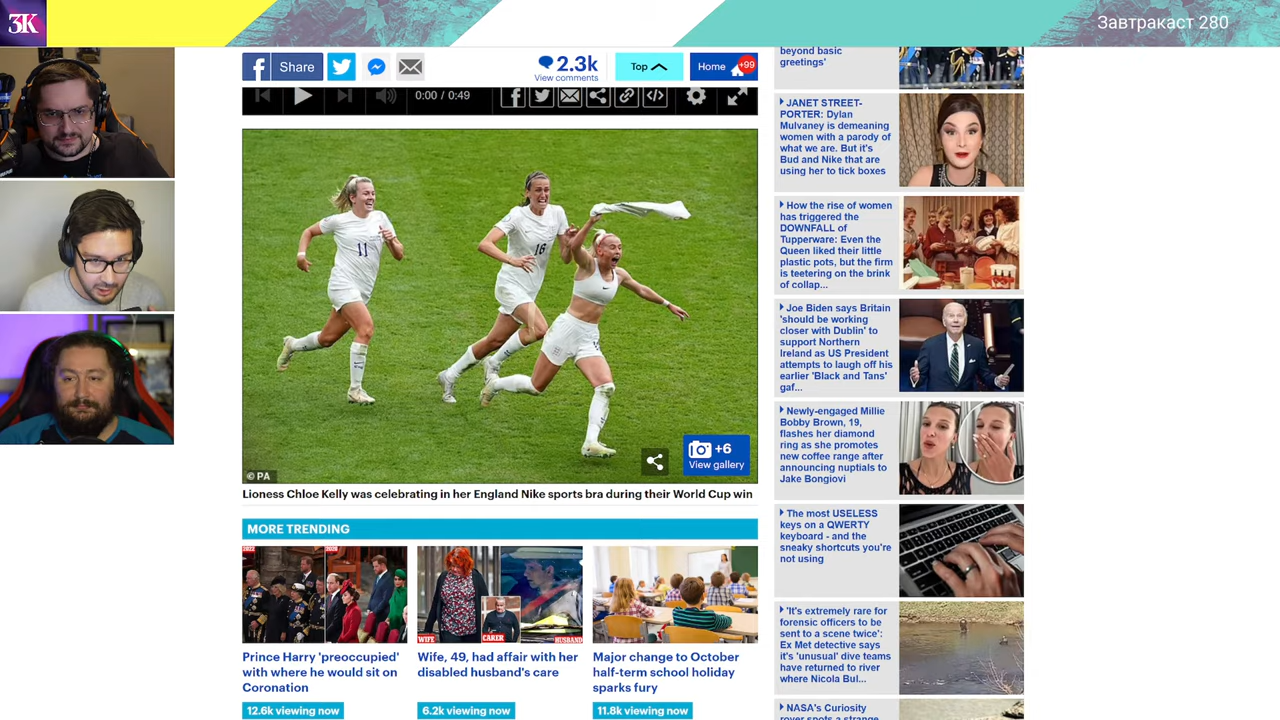 3K
Завтракаст 280
Share
2.3k
View comments
Top
Home
+99
0:00 / 0:49
11
16
+6
View gallery
© PA
Lioness Chloe Kelly was celebrating in her England Nike sports bra during their World Cup win
MORE TRENDING
2022
2020
WIFE
CARER
HUSBAND
Prince Harry 'preoccupied'
with where he would sit on
Coronation
12.6k viewing now
Wife, 49, had affair with her
disabled husband's care
6.2k viewing now
Major change to October
half-term school holiday
sparks fury
11.8k viewing now
beyond basic
greetings'
JANET STREET-
PORTER: Dylan
Mulvaney is demeaning
women with a parody of
what we are. But it's
Bud and Nike that are
using her to tick boxes
How the rise of women
has triggered the
DOWNFALL of
Tupperware: Even the
Queen liked their little
plastic pots, but the firm
is teetering on the brink
of collap...
Joe Biden says Britain
'should be working
closer with Dublin' to
support Northern
Ireland as US President
attempts to laugh off his
earlier 'Black and Tans'
gaf...
Newly-engaged Millie
Bobby Brown, 19,
flashes her diamond
ring as she promotes
new coffee range after
announcing nuptials to
Jake Bongiovi
The most USELESS
keys on a QWERTY
keyboard - and the
sneaky shortcuts you're
not using
'It's extremely rare for
forensic officers to be
sent to a scene twice':
Ex Met detective says
it's 'unusual' dive teams
have returned to river
where Nicola Bul...
NASA's Curiosity
rover spots a strange